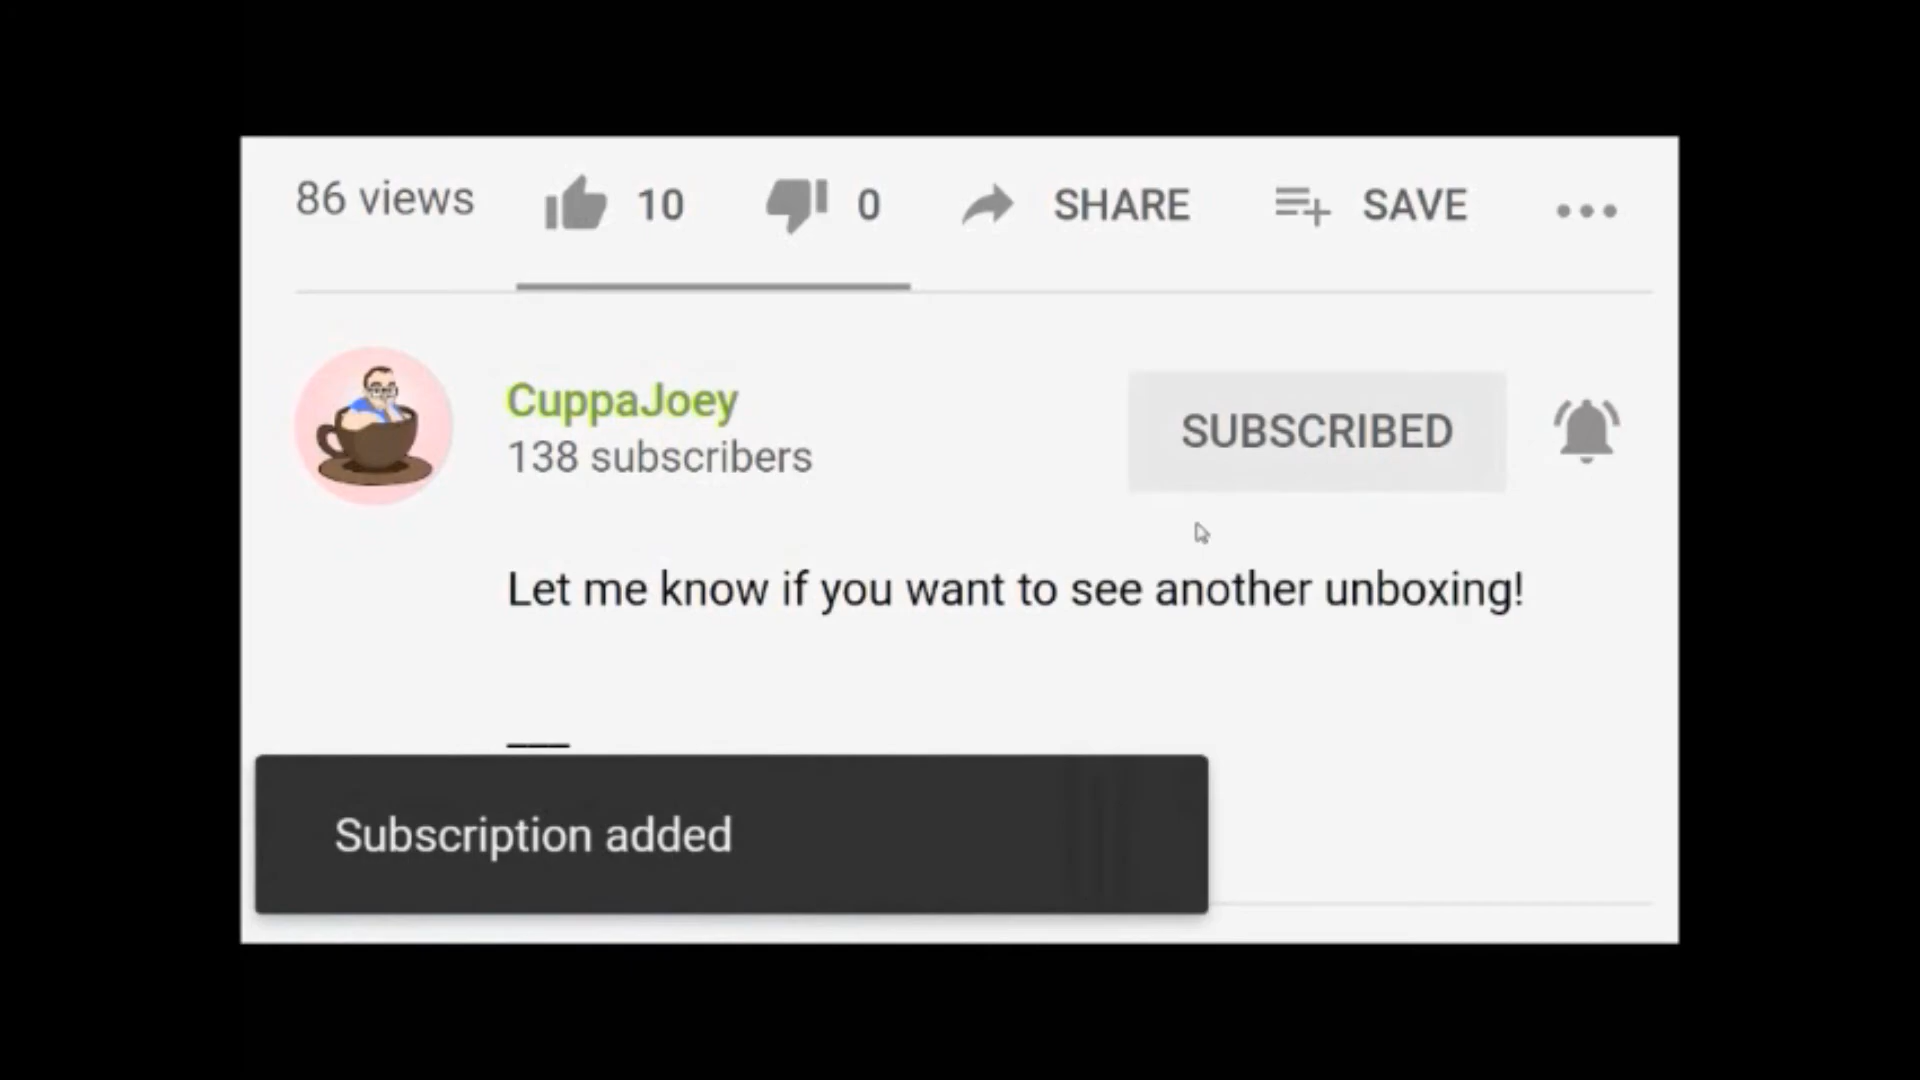 86 views 10 0 SHARE SAVE
CuppaJoey
138 subscribers
SUBSCRIBED
Let me know if you want to see another unboxing!
___
Subscription added